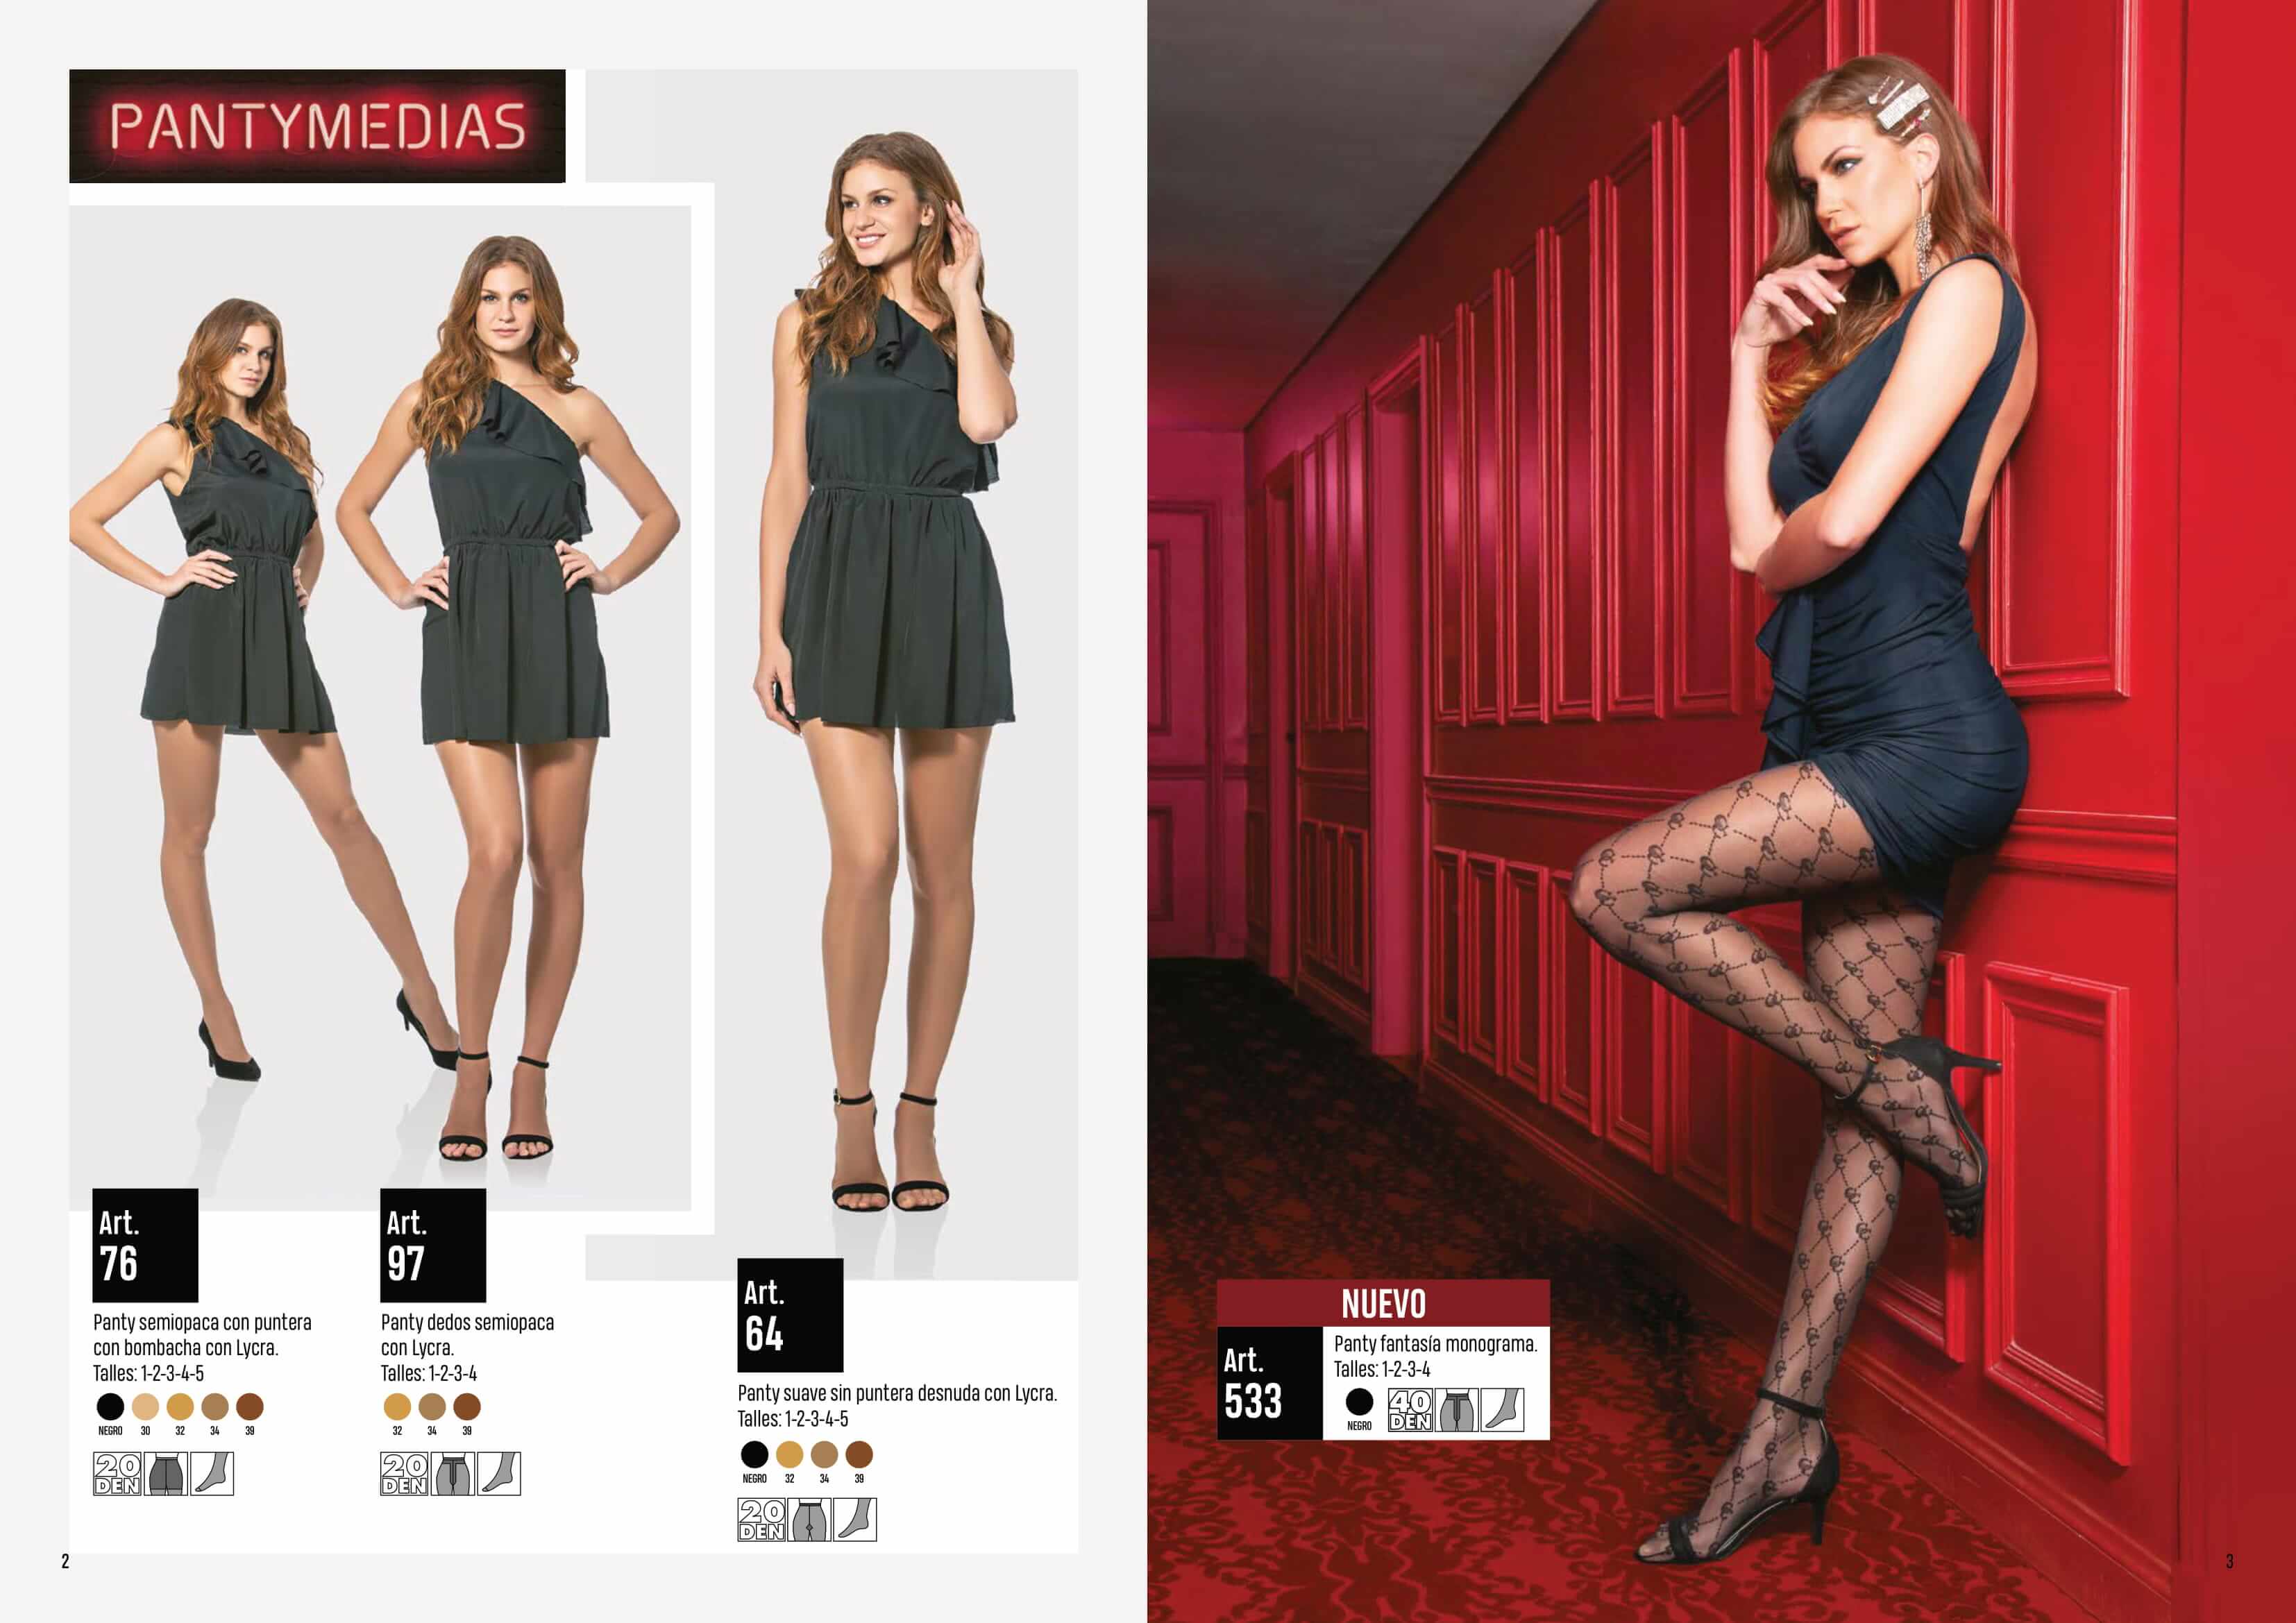 PANTYMEDIAS
Art.
76
Panty semiopaca con puntera
con bombacha con Lycra.
Talles: 1-2-3-4-5
NEGRO 30 32 34 39
20
DEN
Art.
97
Panty dedos semiopaca
con Lycra.
Talles: 1-2-3-4
32 34 39
20
DEN
Art.
64
Panty suave sin puntera desnuda con Lycra.
Talles: 1-2-3-4-5
NEGRO 32 34 39
20
DEN
2
NUEVO
Art.
533
Panty fantasía monograma.
Talles: 1-2-3-4
NEGRO
40
DEN
3